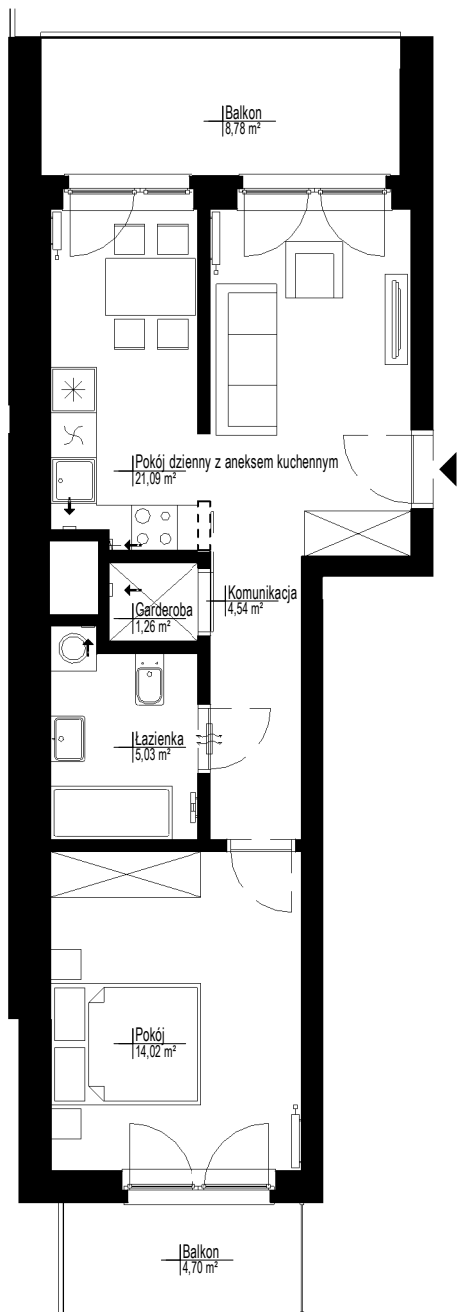 Balkon
8,78 m²
Pokój dzienny z aneksem kuchennym
21,09 m²
Komunikacja
4,54 m²
Garderoba
1,26 m²
Łazienka
5,03 m²
Pokój
14,02 m²
Balkon
4,70 m²